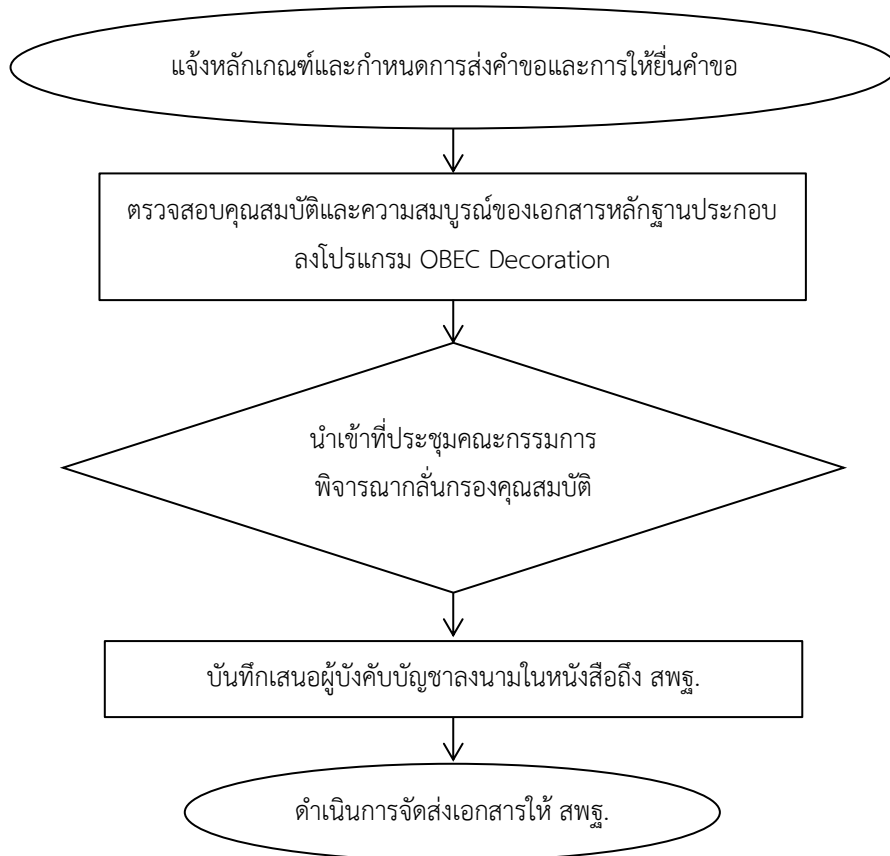 แจ้งหลักเกณฑ์และกำหนดการส่งคำขอและการให้ยื่นคำขอ
ตรวจสอบคุณสมบัติและความสมบูรณ์ของเอกสารหลักฐานประกอบ
ลงโปรแกรม OBEC Decoration
นำเข้าที่ประชุมคณะกรรมการ
พิจารณากลั่นกรองคุณสมบัติ
บันทึกเสนอผู้บังคับบัญชาลงนามในหนังสือถึง สพฐ.
ดำเนินการจัดส่งเอกสารให้ สพฐ.